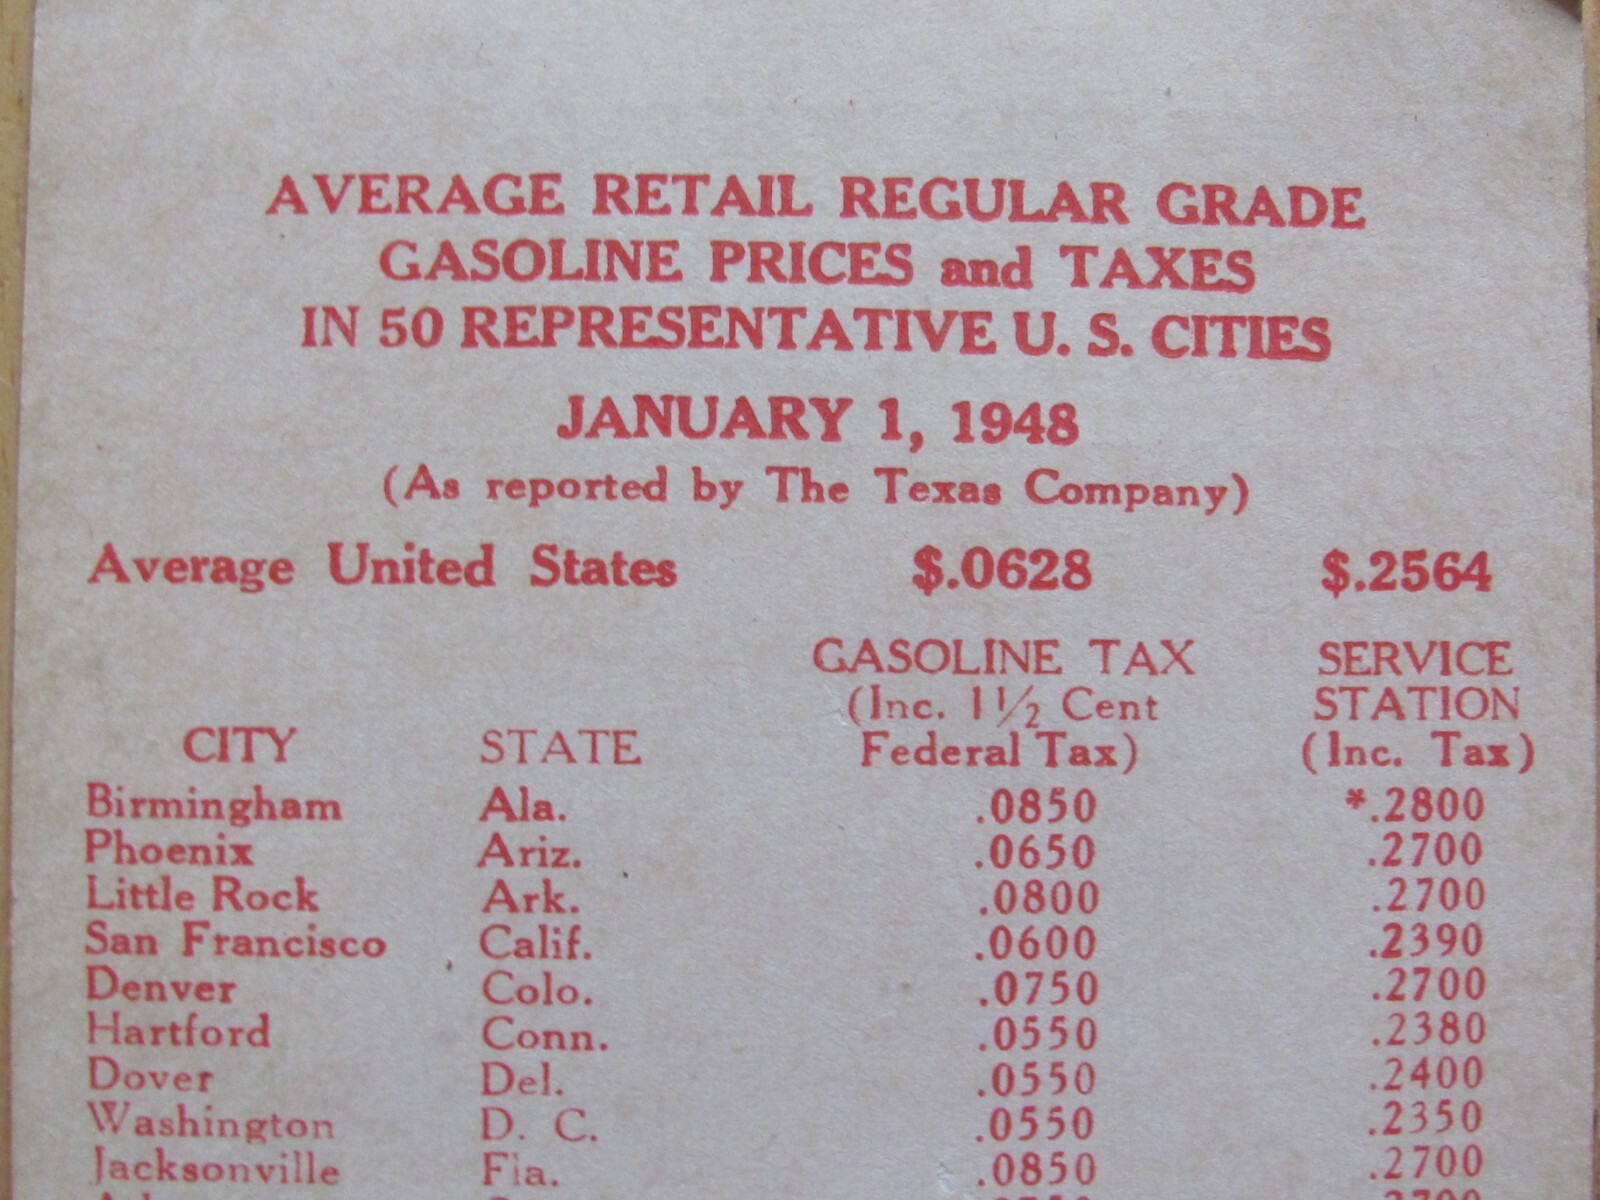 AVERAGE RETAIL REGULAR GRADE
GASOLINE PRICES and TAXES
IN 50 REPRESENTATIVE U. S. CITIES
JANUARY 1, 1948
(As reported by The Texas Company)
Average United States $.0628 $.2564
GASOLINE TAX SERVICE
(Inc. 1½ Cent STATION
CITY STATE Federal Tax) (Inc. Tax)
Birmingham Ala. .0850 *.2800
Phoenix Ariz. .0650 .2700
Little Rock Ark. .0800 .2700
San Francisco Calif. .0600 .2390
Denver Colo. .0750 .2700
Hartford Conn. .0550 .2380
Dover Del. .0550 .2400
Washington D. C. .0550 .2350
Jacksonville Fla. .0850 .2700